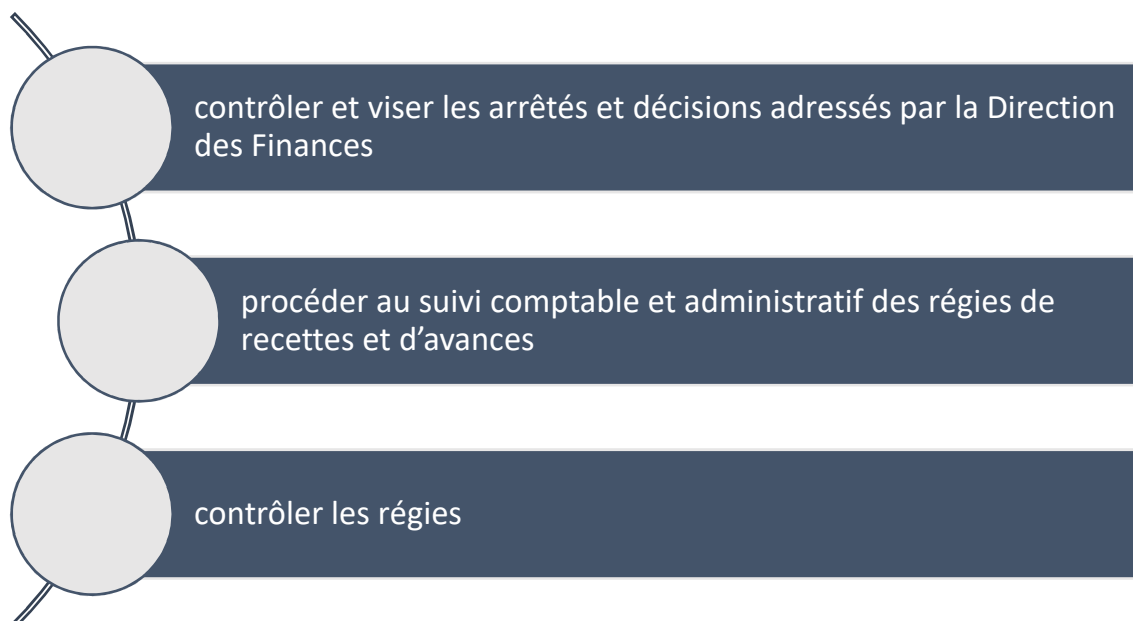 contrôler et viser les arrêtés et décisions adressés par la Direction
des Finances
procéder au suivi comptable et administratif des régies de
recettes et d’avances
contrôler les régies